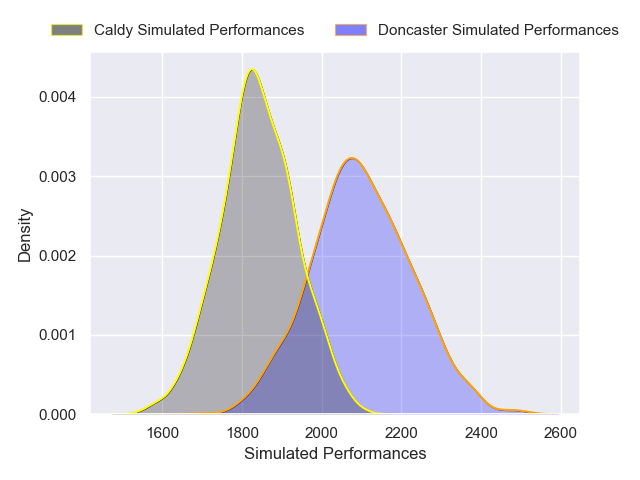 Caldy Simulated Performances
Doncaster Simulated Performances
0.004
0.003
0.002
0.001
0.000
Density
1600
1800
2000
2200
2400
2600
Simulated Performances